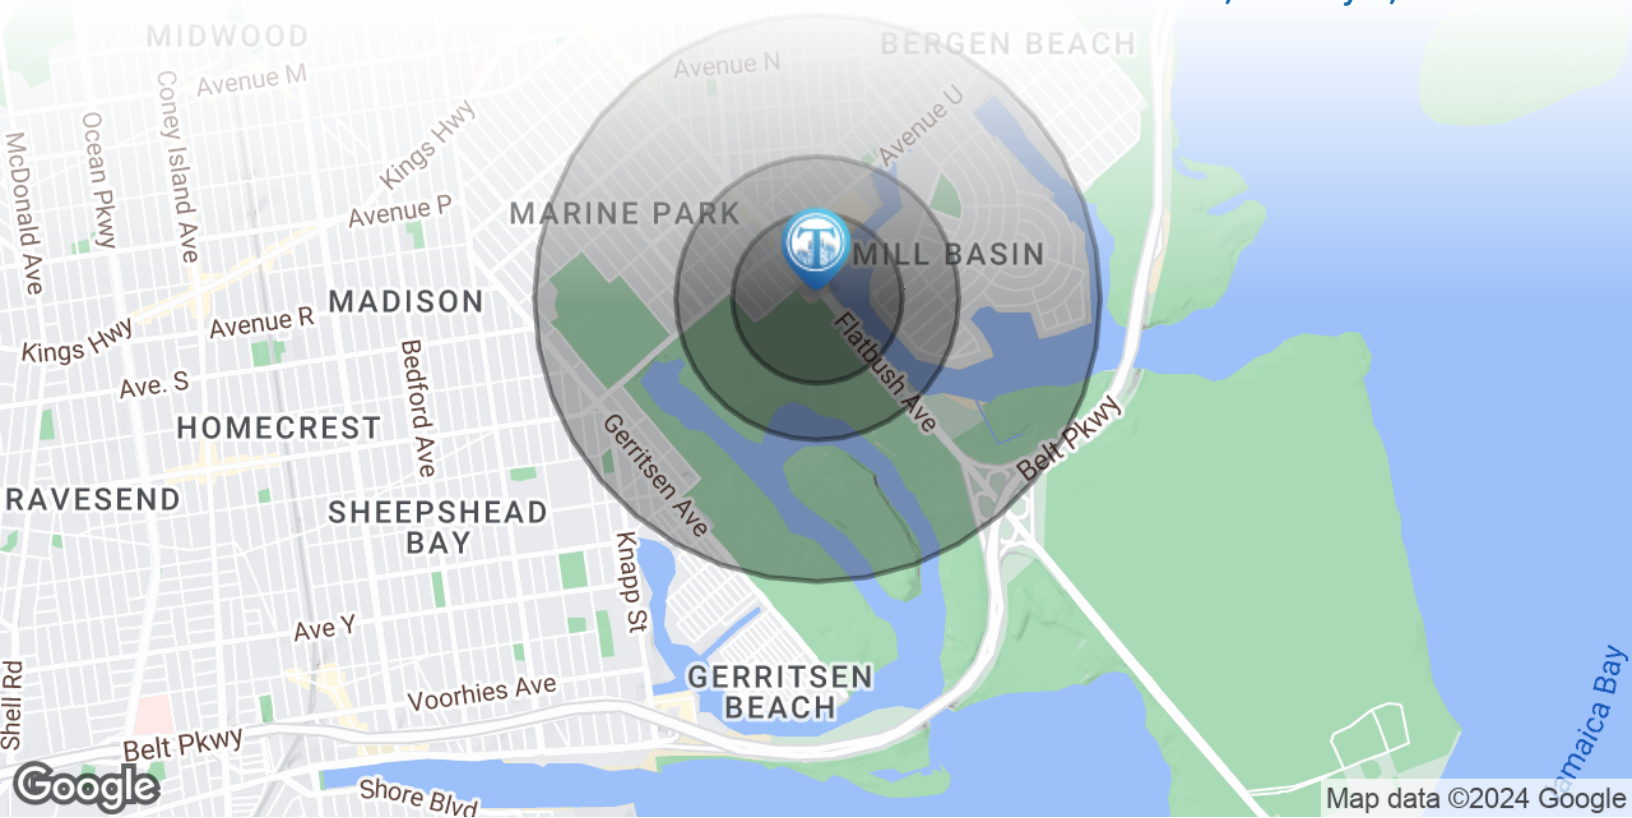 MIDWOOD
BERGEN BEACH
Avenue N
Avenue M
Coney Island Ave
Ocean Pkwy
McDonald Ave
Kings Hwy
Avenue U
Avenue P
MARINE PARK
T
MILL BASIN
MADISON
Avenue R
Kings Hwy
Flatbush Ave
Ave. S
Bedford Ave
HOMECREST
Belt Pkwy
Gerritsen Ave
RAVESEND
SHEEPSHEAD
BAY
Knapp St
Ave Y
GERRITSEN
BEACH
Voorhies Ave
Shell Rd
Belt Pkwy
amaica Bay
Google
Shore Blvd
Map data ©2024 Google